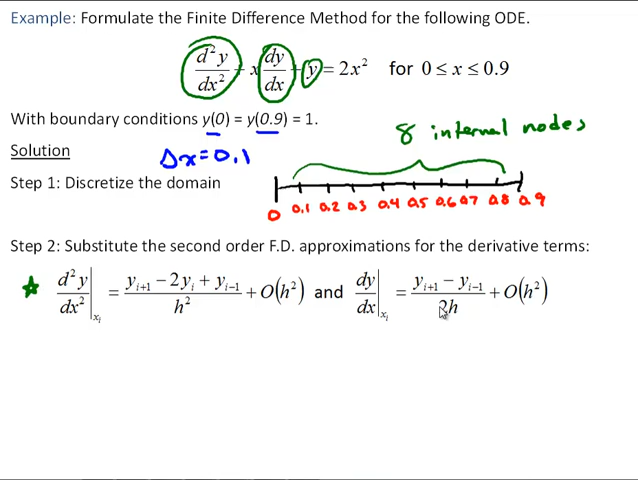 Example: Formulate the Finite Difference Method for the following ODE.
d²y/dx² + x dy/dx + y = 2x² for 0 ≤ x ≤ 0.9
With boundary conditions y(0) = y(0.9) = 1.
8 internal nodes
Solution
Δx=0.1
Step 1: Discretize the domain
0 0.1 0.2 0.3 0.4 0.5 0.6 0.7 0.8 0.9
Step 2: Substitute the second order F.D. approximations for the derivative terms:
d²y/dx²|xᵢ = (yᵢ₊₁ − 2yᵢ + yᵢ₋₁)/h² + O(h²) and dy/dx|xᵢ = (yᵢ₊₁ − yᵢ₋₁)/2h + O(h²)